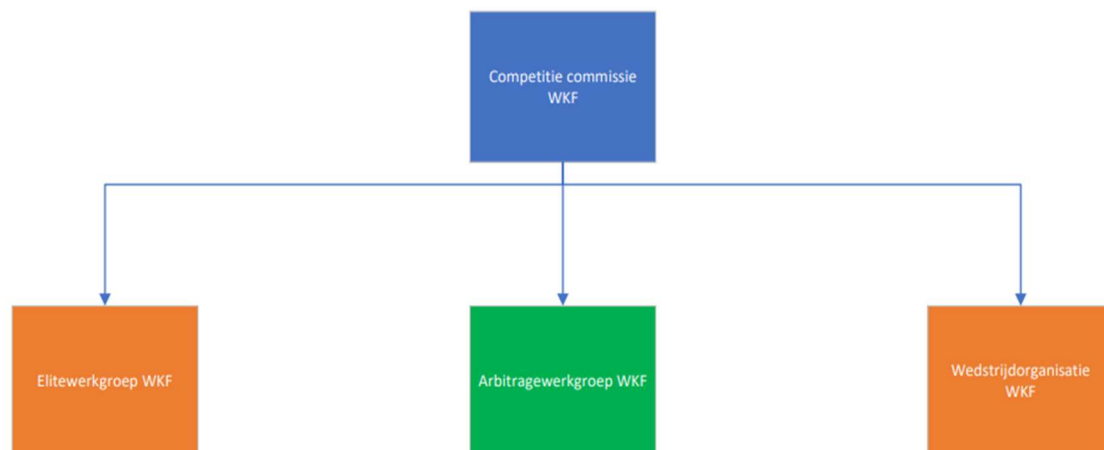 Competitie commissie
WKF
Elitewerkgroep WKF
Arbitragewerkgroep WKF
Wedstrijdorganisatie
WKF